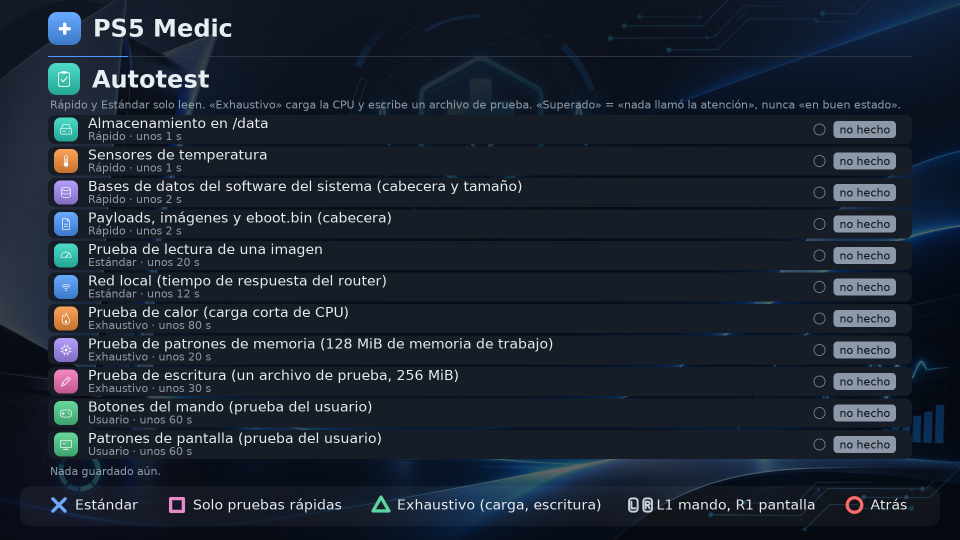 PS5 Medic
Autotest
Rápido y Estándar solo leen. «Exhaustivo» carga la CPU y escribe un archivo de prueba. «Superado» = «nada llamó la atención», nunca «en buen estado».
Almacenamiento en /data
Rápido · unos 1 s
no hecho
Sensores de temperatura
Rápido · unos 1 s
no hecho
Bases de datos del software del sistema (cabecera y tamaño)
Rápido · unos 2 s
no hecho
Payloads, imágenes y eboot.bin (cabecera)
Rápido · unos 2 s
no hecho
Prueba de lectura de una imagen
Estándar · unos 20 s
no hecho
Red local (tiempo de respuesta del router)
Estándar · unos 12 s
no hecho
Prueba de calor (carga corta de CPU)
Exhaustivo · unos 80 s
no hecho
Prueba de patrones de memoria (128 MiB de memoria de trabajo)
Exhaustivo · unos 20 s
no hecho
Prueba de escritura (un archivo de prueba, 256 MiB)
Exhaustivo · unos 30 s
no hecho
Botones del mando (prueba del usuario)
Usuario · unos 60 s
no hecho
Patrones de pantalla (prueba del usuario)
Usuario · unos 60 s
no hecho
Nada guardado aún.
Estándar
Solo pruebas rápidas
Exhaustivo (carga, escritura)
L R L1 mando, R1 pantalla
Atrás